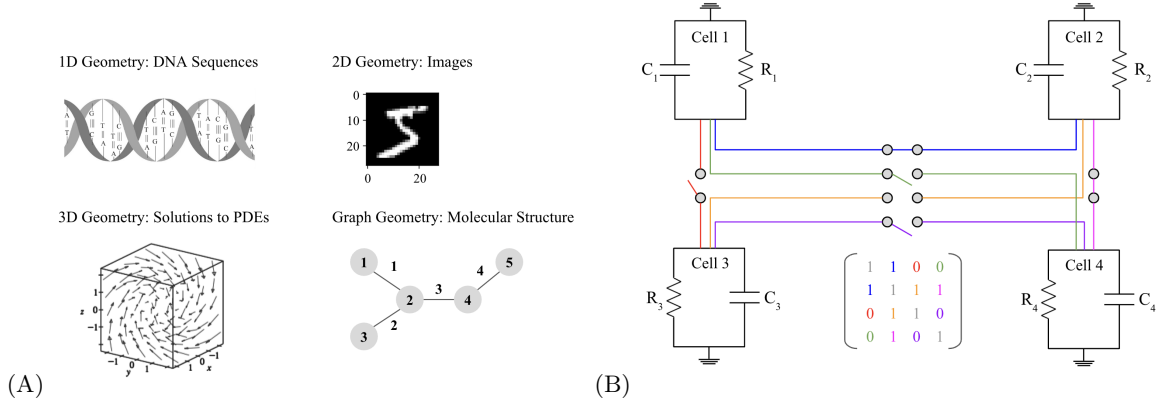 1D Geometry: DNA Sequences
2D Geometry: Images
0
10
20
0
20
3D Geometry: Solutions to PDEs
z
1
0
−1
−1
0
1
y
1
0
−1
x
Graph Geometry: Molecular Structure
1
1
2
3
4
4
5
3
2
(A)
Cell 1
C1
R1
Cell 2
C2
R2
Cell 3
R3
C3
Cell 4
R4
C4
1 1 0 0
1 1 1 1
0 1 1 0
0 1 0 1
(B)